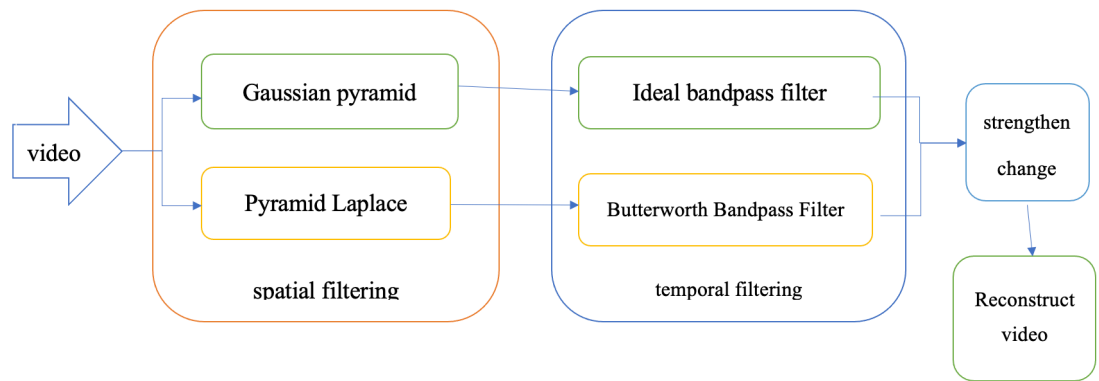 video
Gaussian pyramid
Pyramid Laplace
spatial filtering
Ideal bandpass filter
Butterworth Bandpass Filter
temporal filtering
strengthen
change
Reconstruct
video